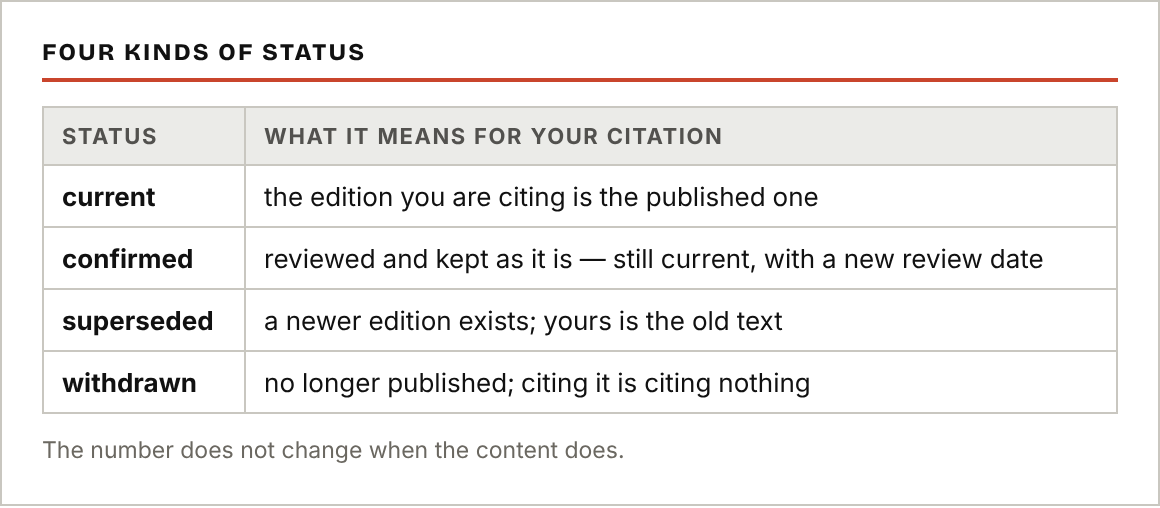 FOUR KINDS OF STATUS
STATUS WHAT IT MEANS FOR YOUR CITATION
current the edition you are citing is the published one
confirmed reviewed and kept as it is — still current, with a new review date
superseded a newer edition exists; yours is the old text
withdrawn no longer published; citing it is citing nothing
The number does not change when the content does.